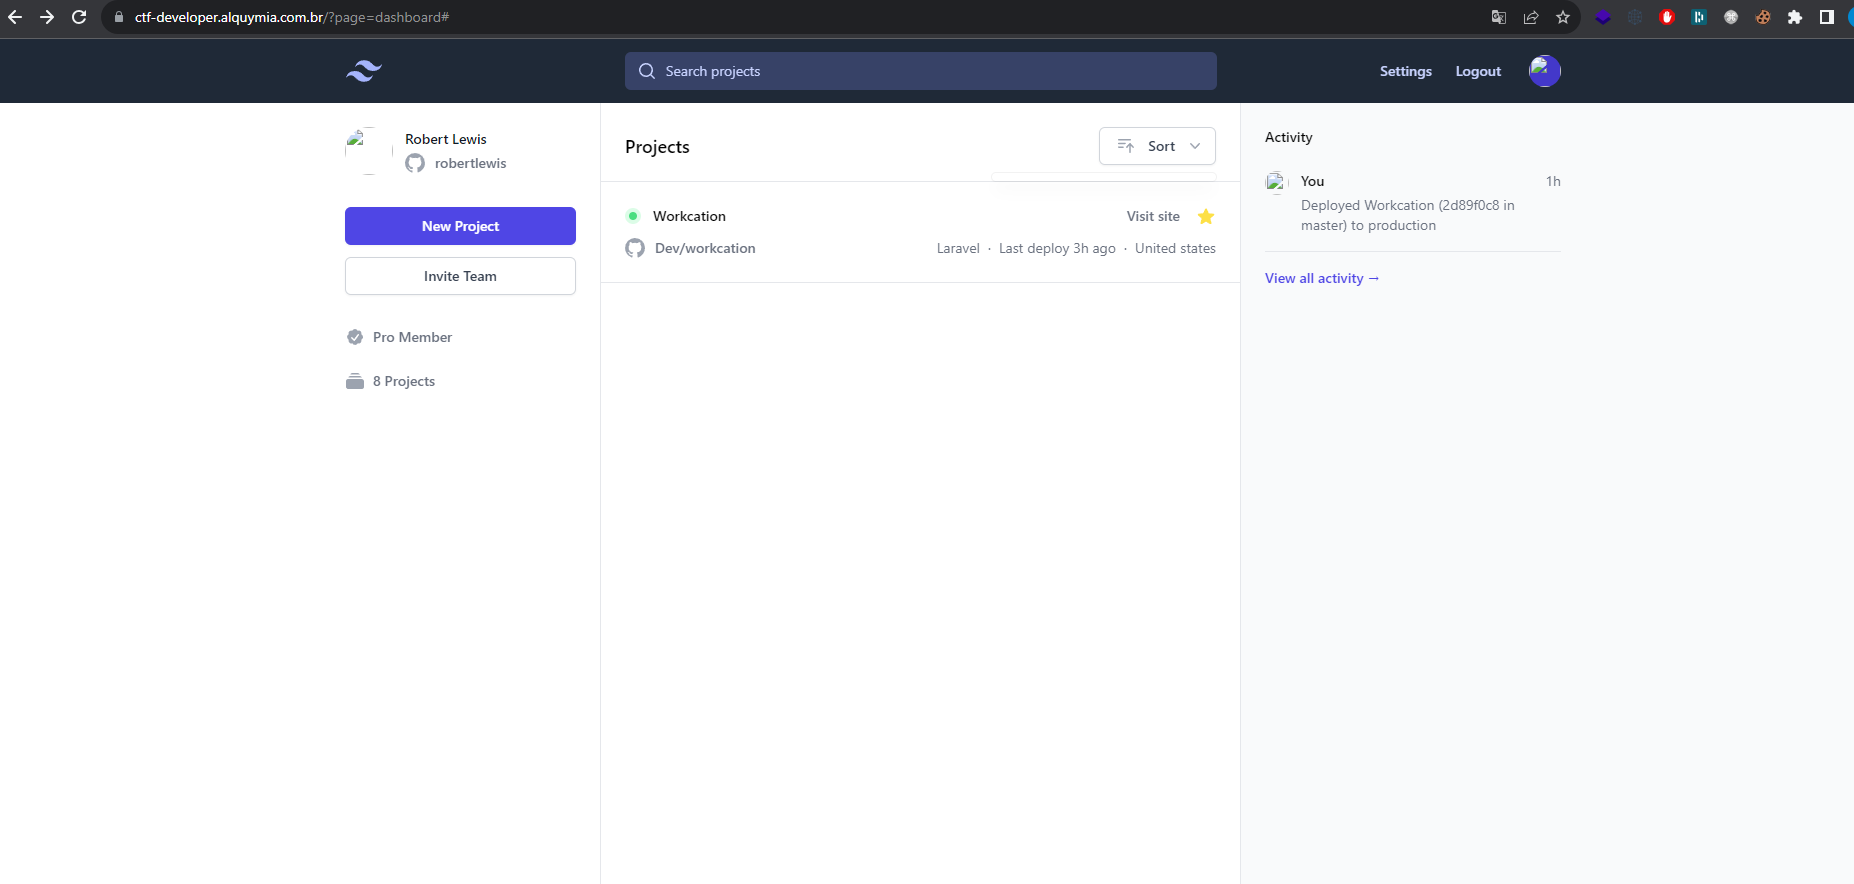 ctf-developer.alquymia.com.br/?page=dashboard#
Search projects
Settings
Logout
Robert Lewis
robertlewis
New Project
Invite Team
Pro Member
8 Projects
Projects
Sort
Workcation
Visit site
Dev/workcation
Laravel · Last deploy 3h ago · United states
Activity
You
1h
Deployed Workcation (2d89f0c8 in
master) to production
View all activity →